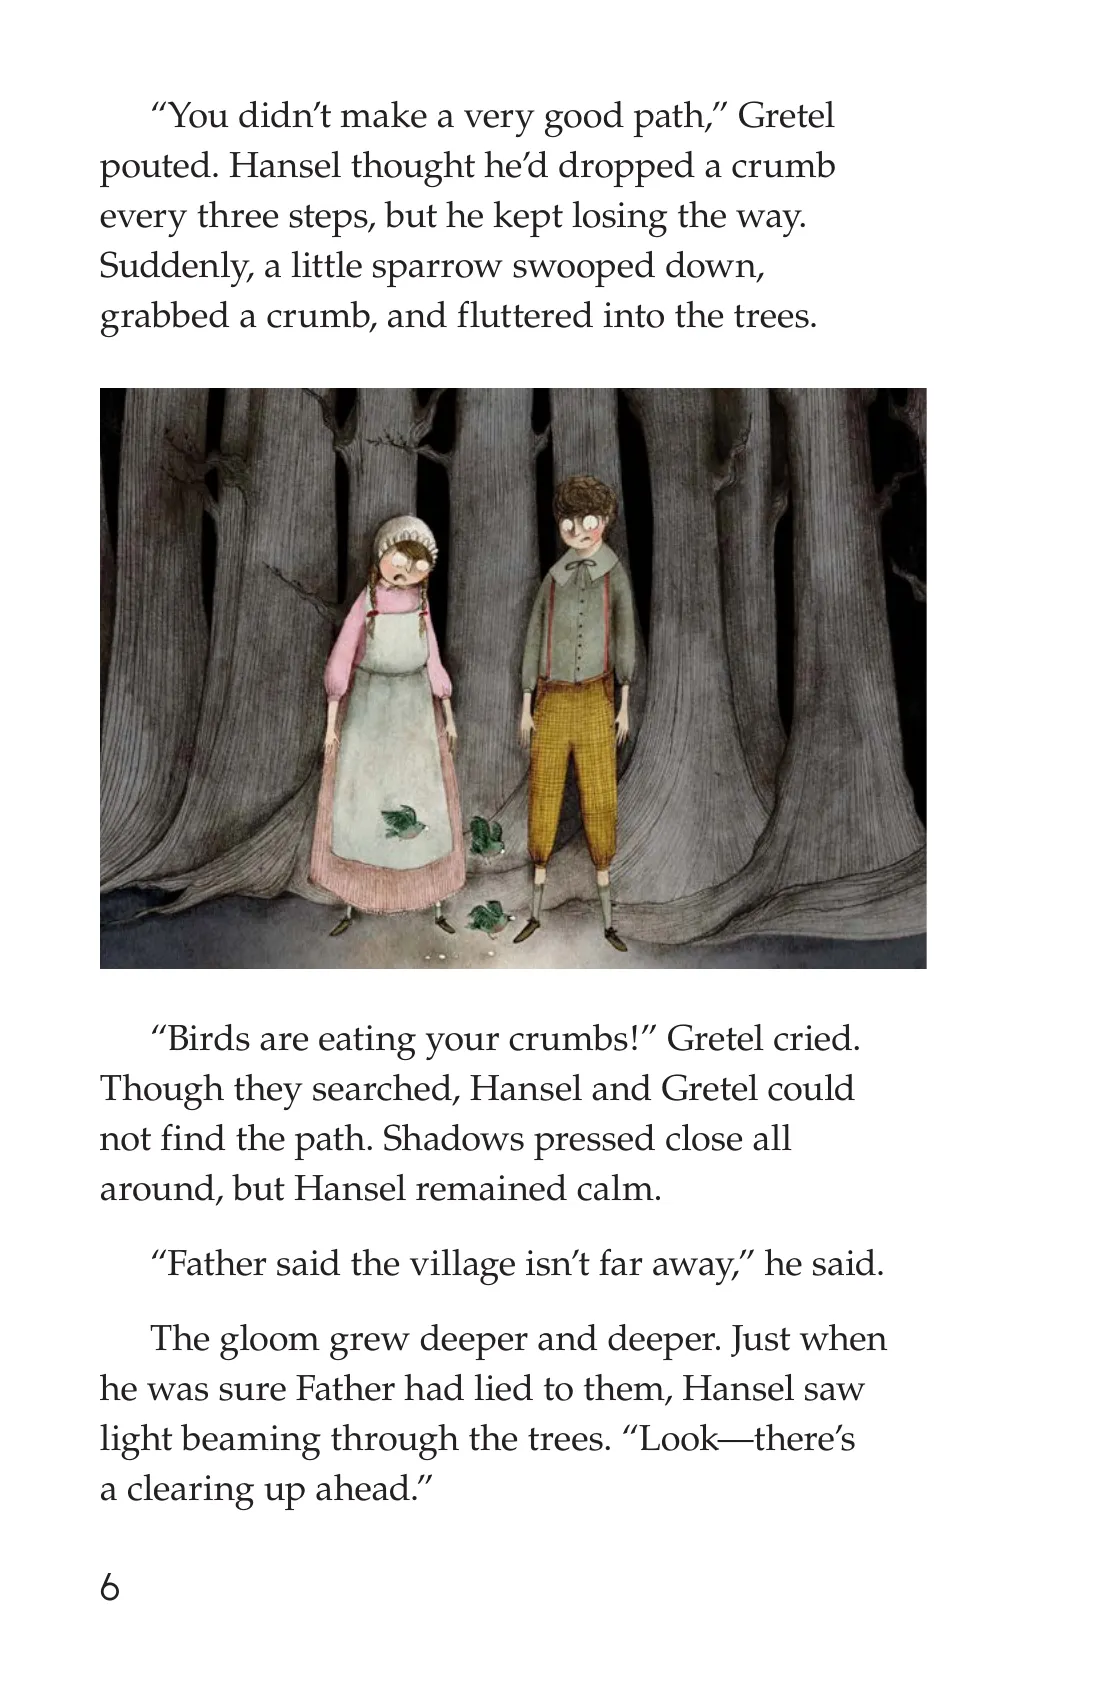 “You didn’t make a very good path,” Gretel
pouted. Hansel thought he’d dropped a crumb
every three steps, but he kept losing the way.
Suddenly, a little sparrow swooped down,
grabbed a crumb, and fluttered into the trees.
“Birds are eating your crumbs!” Gretel cried.
Though they searched, Hansel and Gretel could
not find the path. Shadows pressed close all
around, but Hansel remained calm.
“Father said the village isn’t far away,” he said.
The gloom grew deeper and deeper. Just when
he was sure Father had lied to them, Hansel saw
light beaming through the trees. “Look—there’s
a clearing up ahead.”
6